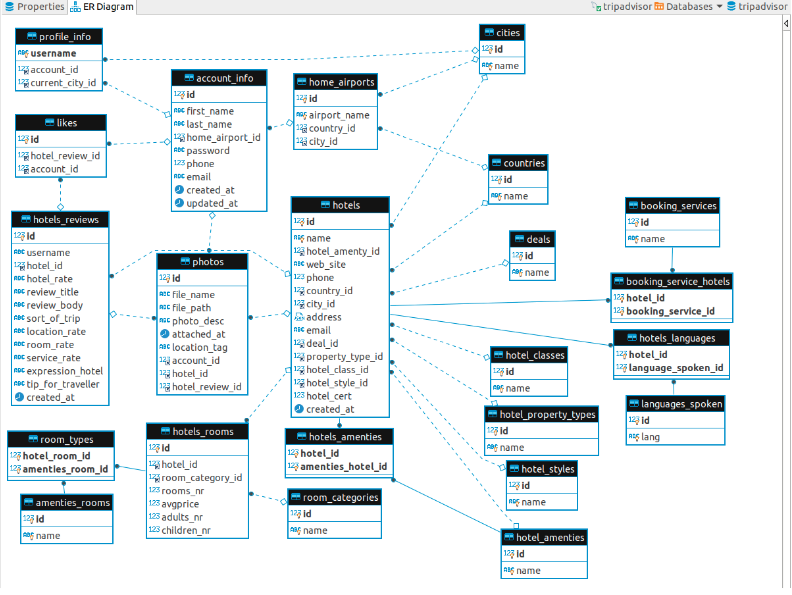 Properties ER Diagram tripadvisor Databases tripadvisor
profile_info
username
account_id
current_city_id
likes
id
hotel_review_id
account_id
account_info
id
first_name
last_name
home_airport_id
password
phone
email
created_at
updated_at
home_airports
id
airport_name
country_id
city_id
cities
id
name
countries
id
name
deals
id
name
hotels_reviews
id
username
hotel_id
hotel_rate
review_title
review_body
sort_of_trip
location_rate
room_rate
service_rate
expression_hotel
tip_for_traveller
created_at
photos
id
file_name
file_path
photo_desc
attached_at
location_tag
account_id
hotel_id
hotel_review_id
hotels
id
name
hotel_amenty_id
web_site
phone
country_id
city_id
address
email
deal_id
property_type_id
hotel_class_id
hotel_style_id
hotel_cert
created_at
booking_services
id
name
booking_service_hotels
hotel_id
booking_service_id
hotels_languages
hotel_id
language_spoken_id
languages_spoken
id
lang
hotel_classes
id
name
hotel_property_types
id
name
hotel_styles
id
name
hotel_amenties
id
name
room_types
hotel_room_id
amenties_room_id
amenties_rooms
id
name
hotels_rooms
id
hotel_id
room_category_id
rooms_nr
avgprice
adults_nr
children_nr
hotels_amenties
hotel_id
amenties_hotel_id
room_categories
id
name